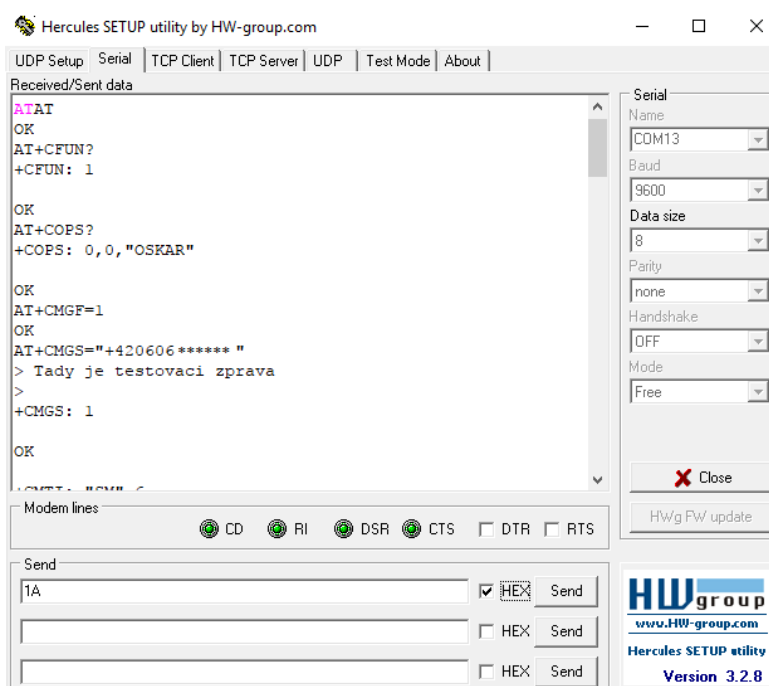 Hercules SETUP utility by HW-group.com
UDP Setup Serial TCP Client TCP Server UDP Test Mode About
Received/Sent data
ATAT
OK
AT+CFUN?
+CFUN: 1
OK
AT+COPS?
+COPS: 0,0,"OSKAR"
OK
AT+CMGF=1
OK
AT+CMGS="+420606****** "
> Tady je testovaci zprava
>
+CMGS: 1
OK
Serial
Name
COM13
Baud
9600
Data size
8
Parity
none
Handshake
OFF
Mode
Free
Close
HWg FW update
Modem lines
CD RI DSR CTS DTR RTS
Send
1A HEX Send
HEX Send
HEX Send
HW group
www.HW-group.com
Hercules SETUP utility
Version 3.2.8